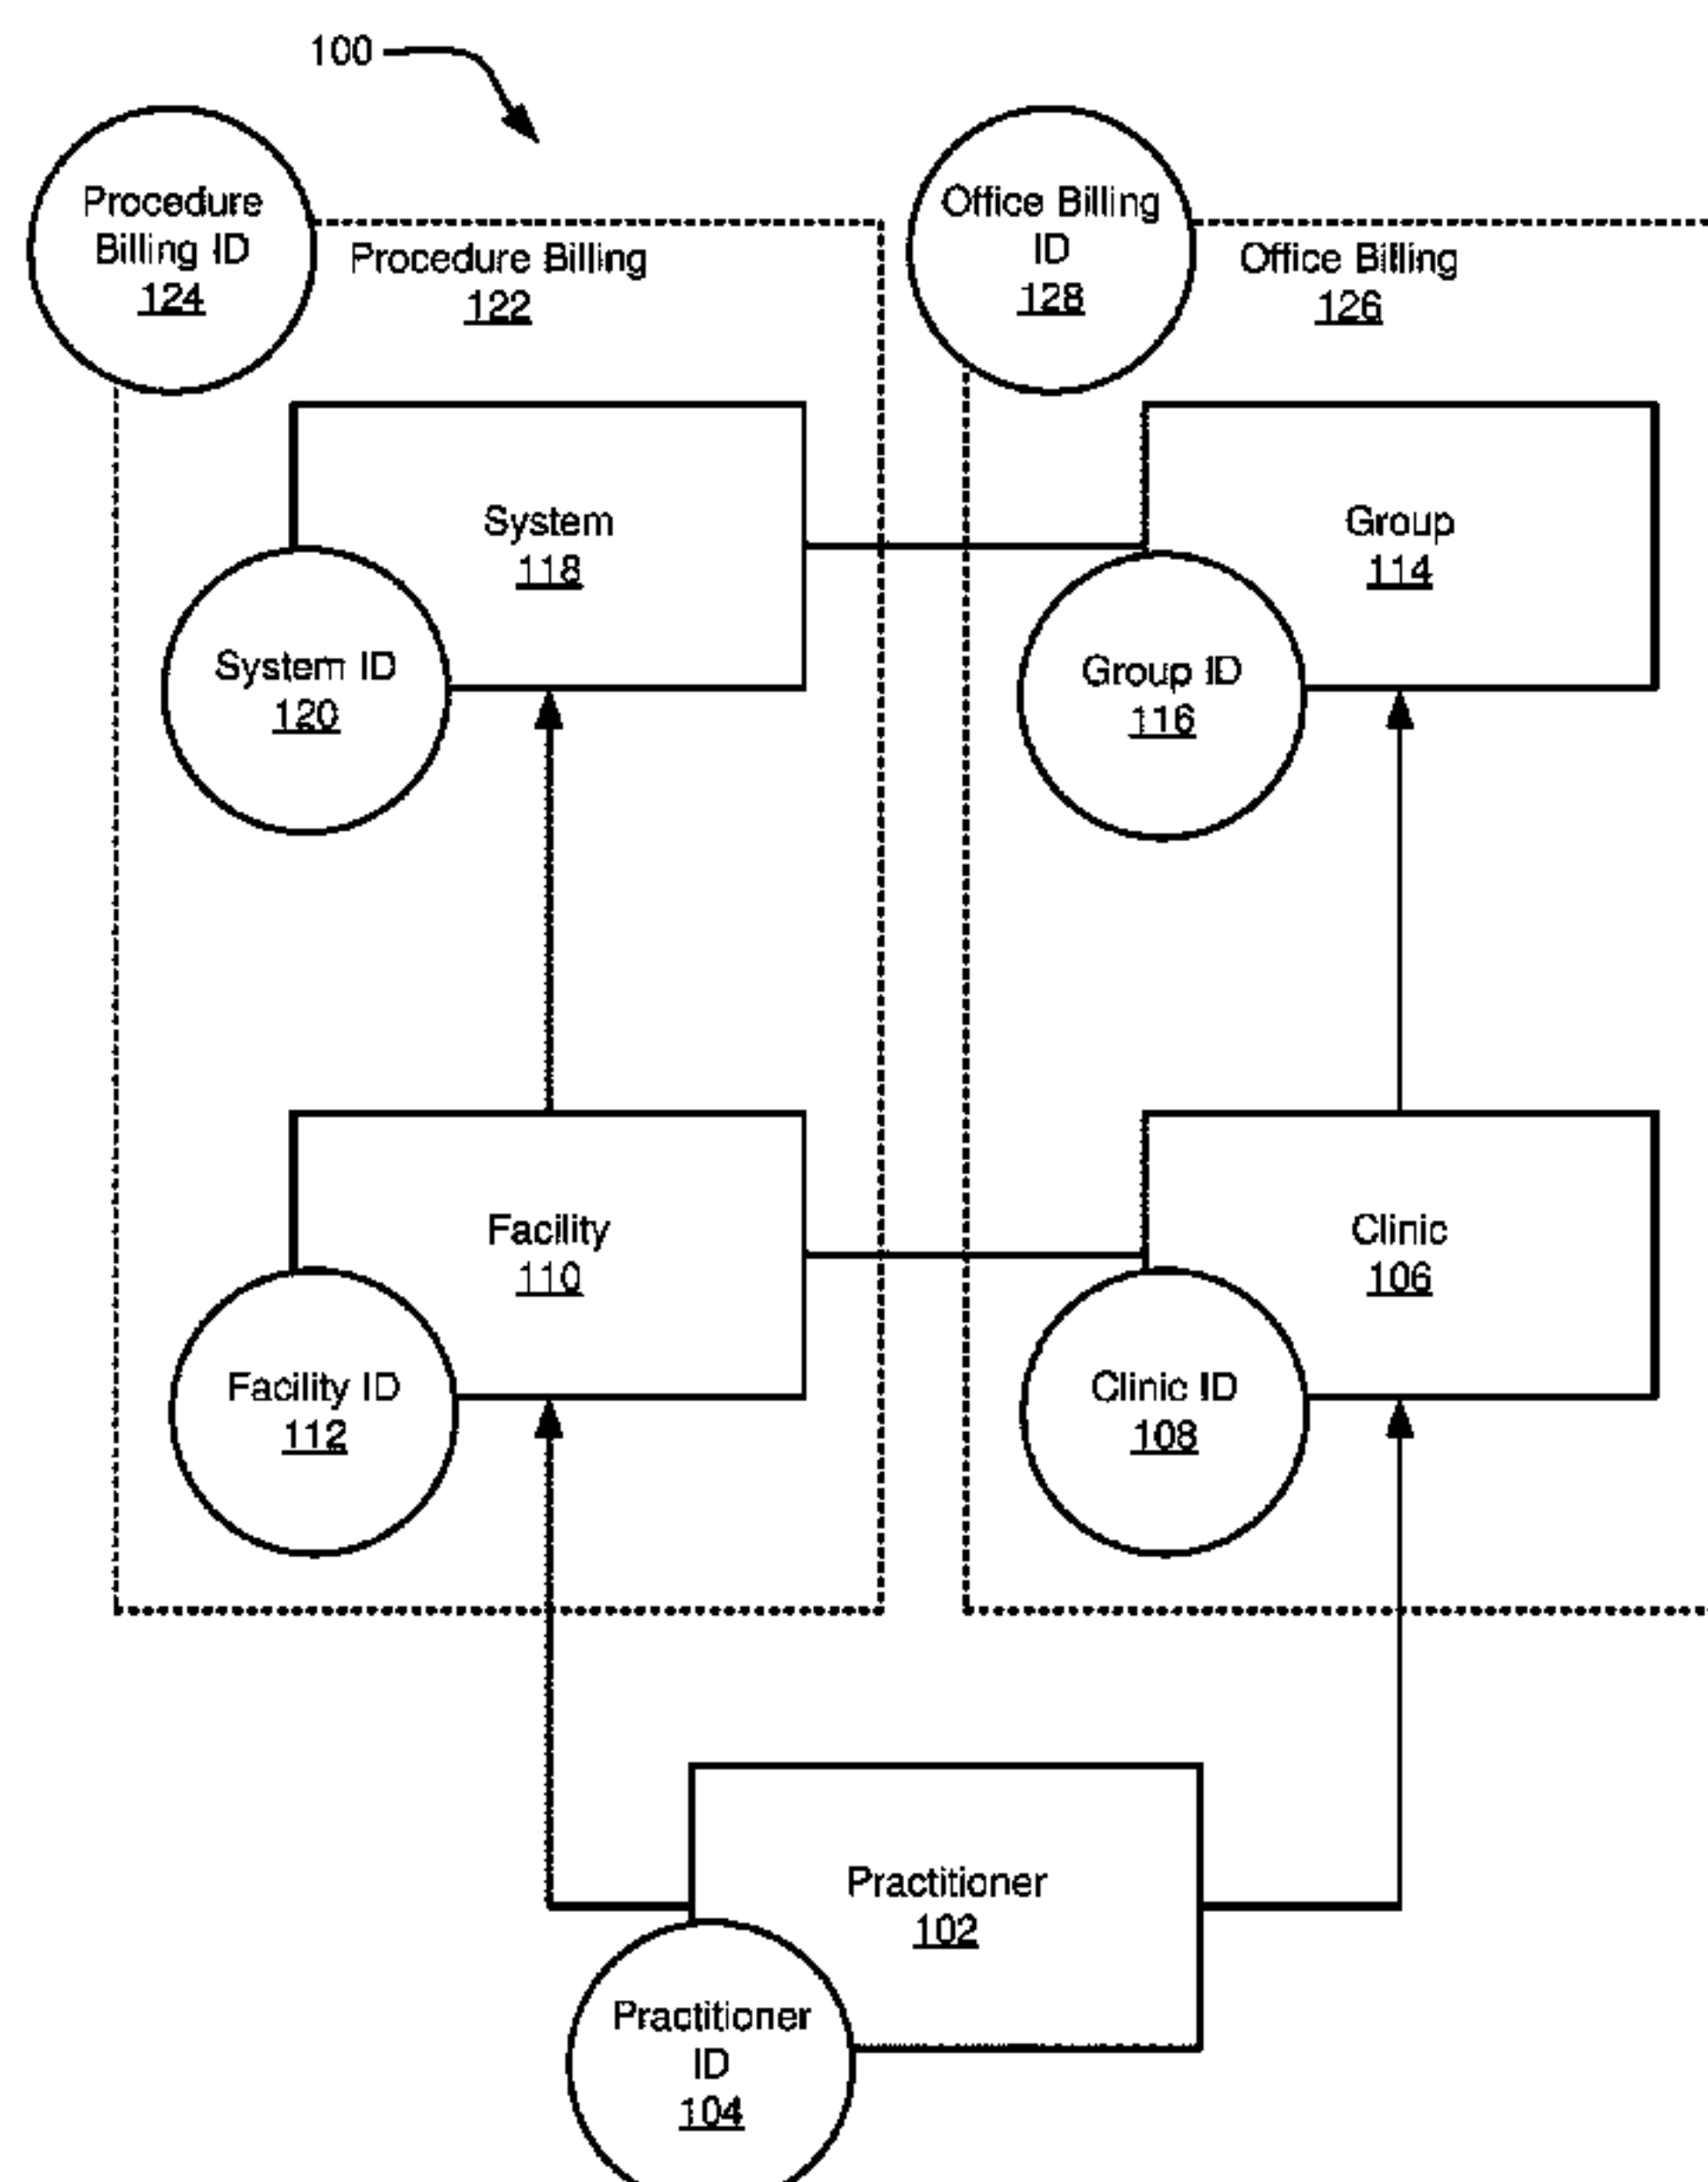 100
Procedure
Billing ID
124
Procedure Billing
122
Office Billing
ID
128
Office Billing
126
System
118
Group
114
System ID
120
Group ID
116
Facility
110
Clinic
106
Facility ID
112
Clinic ID
108
Practitioner
102
Practitioner
ID
104